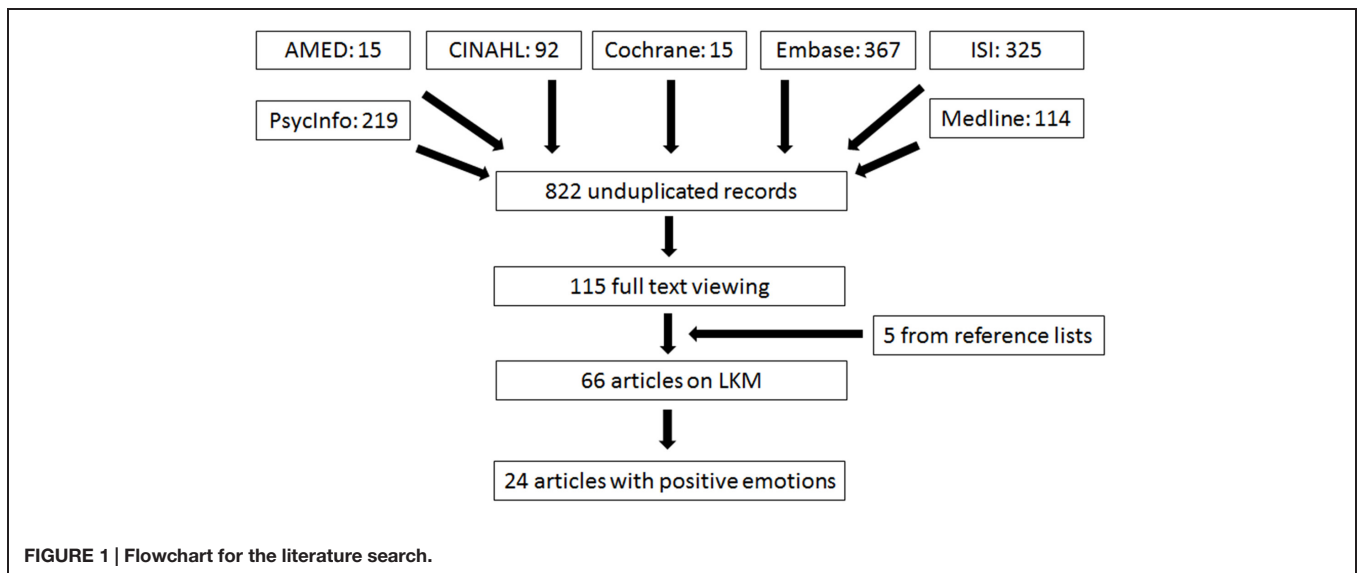 AMED: 15
CINAHL: 92
Cochrane: 15
Embase: 367
ISI: 325
PsycInfo: 219
Medline: 114
822 unduplicated records
115 full text viewing
5 from reference lists
66 articles on LKM
24 articles with positive emotions
FIGURE 1 | Flowchart for the literature search.